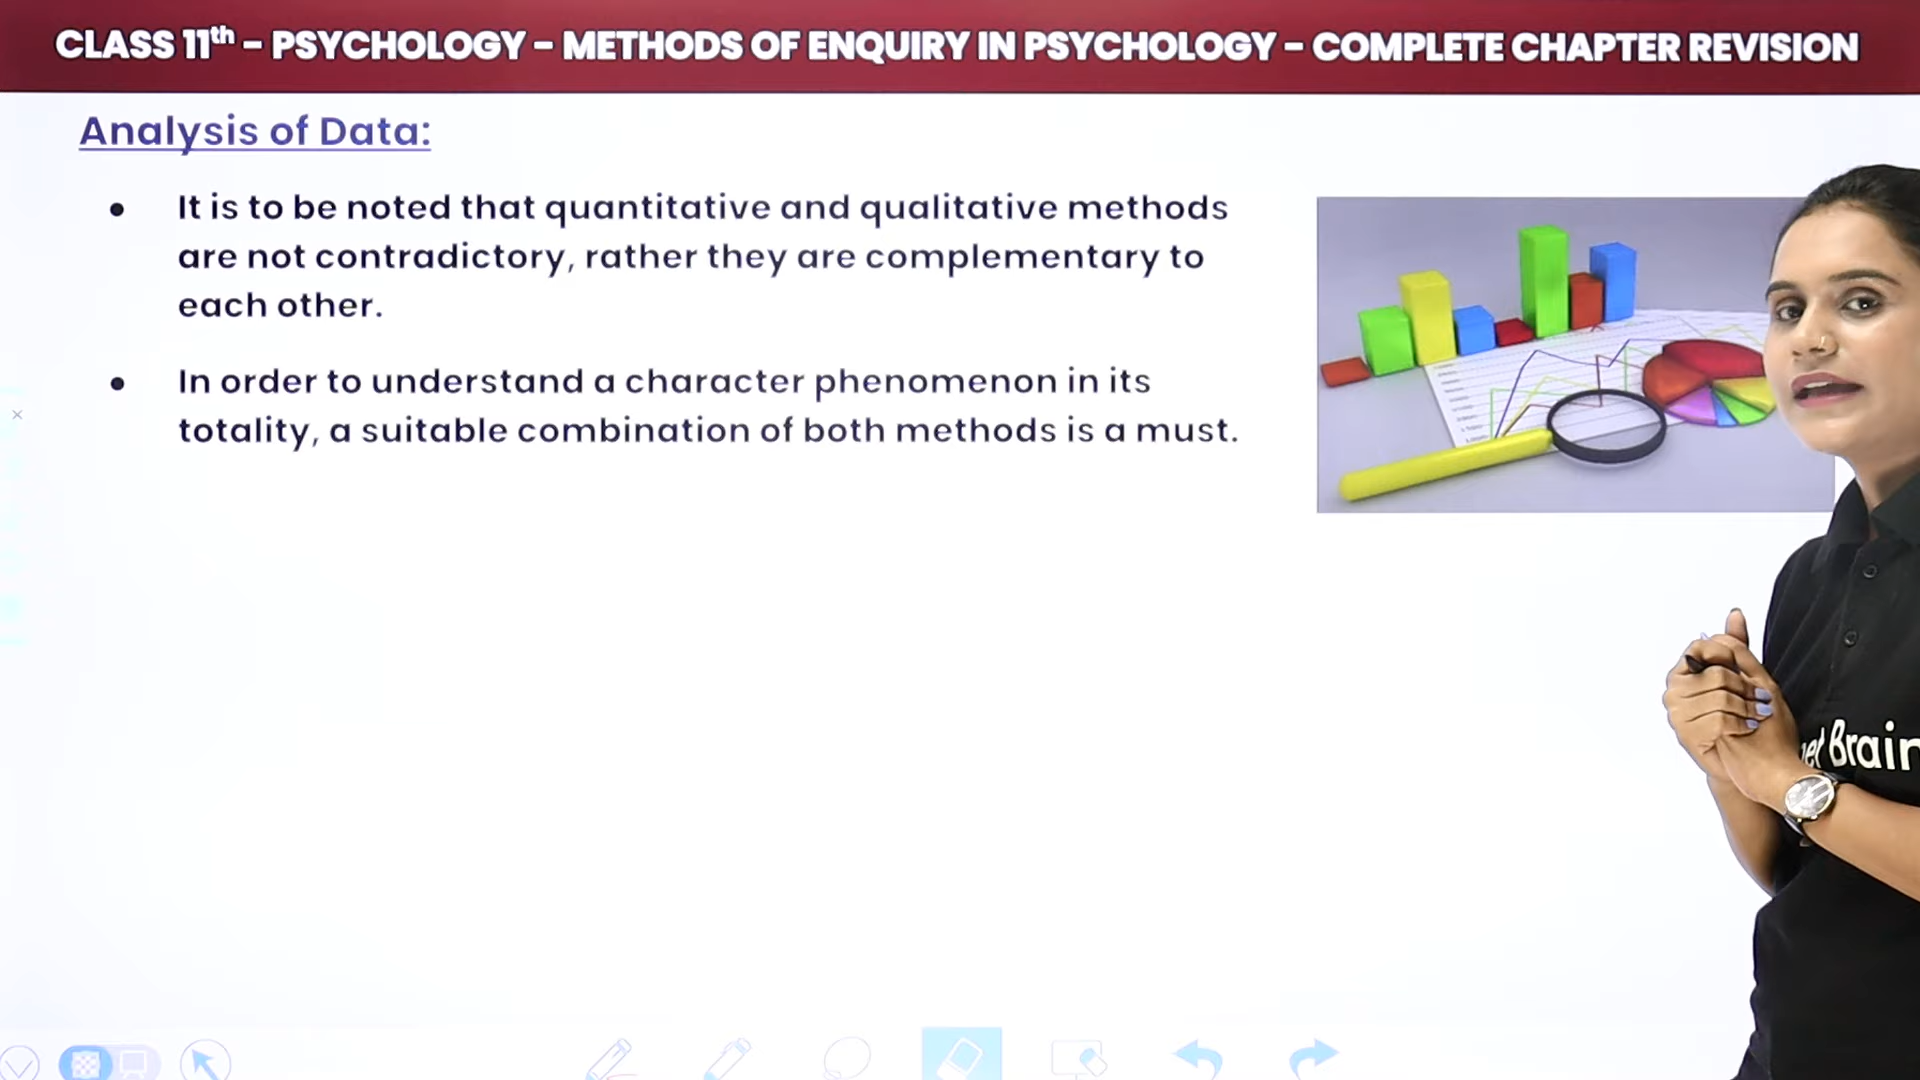 CLASS 11th – PSYCHOLOGY – METHODS OF ENQUIRY IN PSYCHOLOGY – COMPLETE CHAPTER REVISION
Analysis of Data:
• It is to be noted that quantitative and qualitative methods
are not contradictory, rather they are complementary to
each other.
• In order to understand a character phenomenon in its
totality, a suitable combination of both methods is a must.
Brain